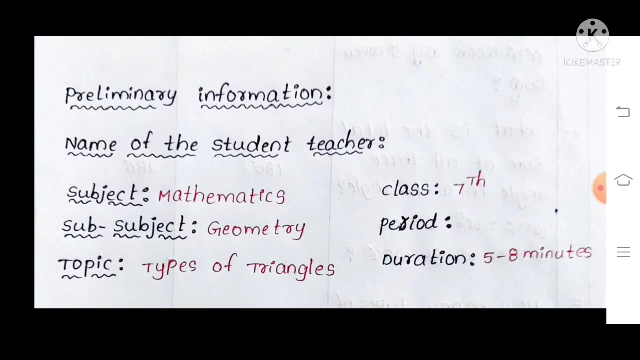 K
KINEMASTER
Preliminary information:
Name of the student teacher:
Subject: Mathematics
class: 7Th
Sub-Subject: Geometry
period:
Topic: Types of Triangles
Duration: 5-8 minutes